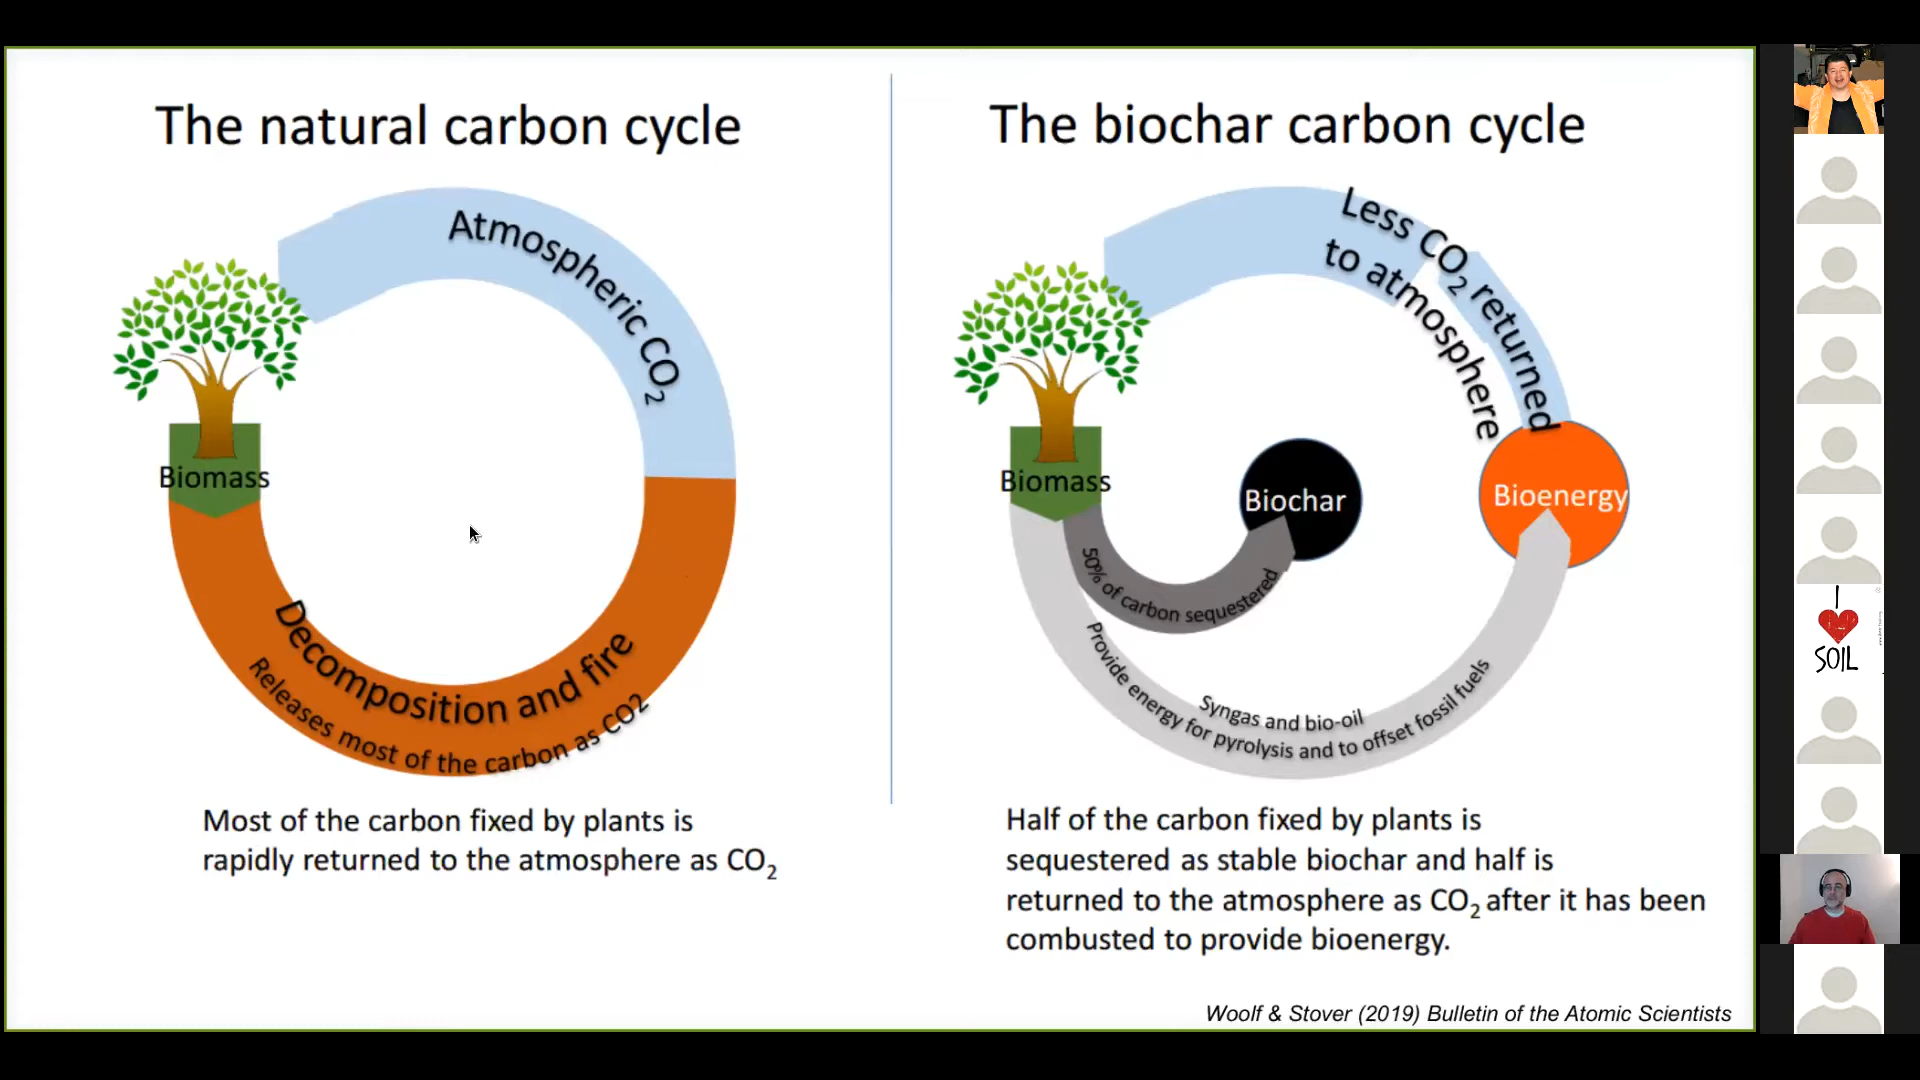 The natural carbon cycle
Atmospheric CO2
Biomass
Decomposition and fire
Releases most of the carbon as CO2
Most of the carbon fixed by plants is
rapidly returned to the atmosphere as CO2
The biochar carbon cycle
Less CO2 returned
to atmosphere
Biomass
Biochar
Bioenergy
50% of carbon sequestered
Syngas and bio-oil
Provide energy for pyrolysis and to offset fossil fuels
Half of the carbon fixed by plants is
sequestered as stable biochar and half is
returned to the atmosphere as CO2 after it has been
combusted to provide bioenergy.
Woolf & Stover (2019) Bulletin of the Atomic Scientists
I
SOIL